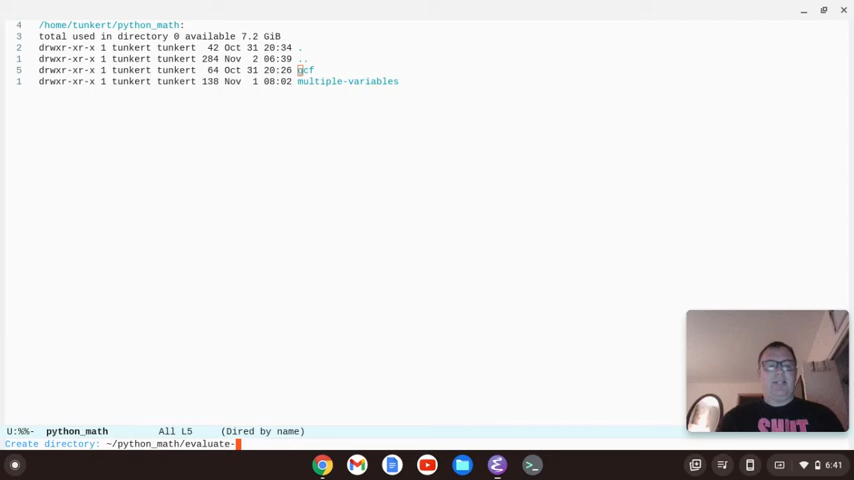 4 /home/tunkert/python_math:
3 total used in directory 0 available 7.2 GiB
2 drwxr-xr-x 1 tunkert tunkert 42 Oct 31 20:34 .
1 drwxr-xr-x 1 tunkert tunkert 284 Nov 2 06:39 ..
5 drwxr-xr-x 1 tunkert tunkert 64 Oct 31 20:26 gcf
1 drwxr-xr-x 1 tunkert tunkert 138 Nov 1 08:02 multiple-variables
U:%%- python_math All L5 (Dired by name)
Create directory: ~/python_math/evaluate-
6:41